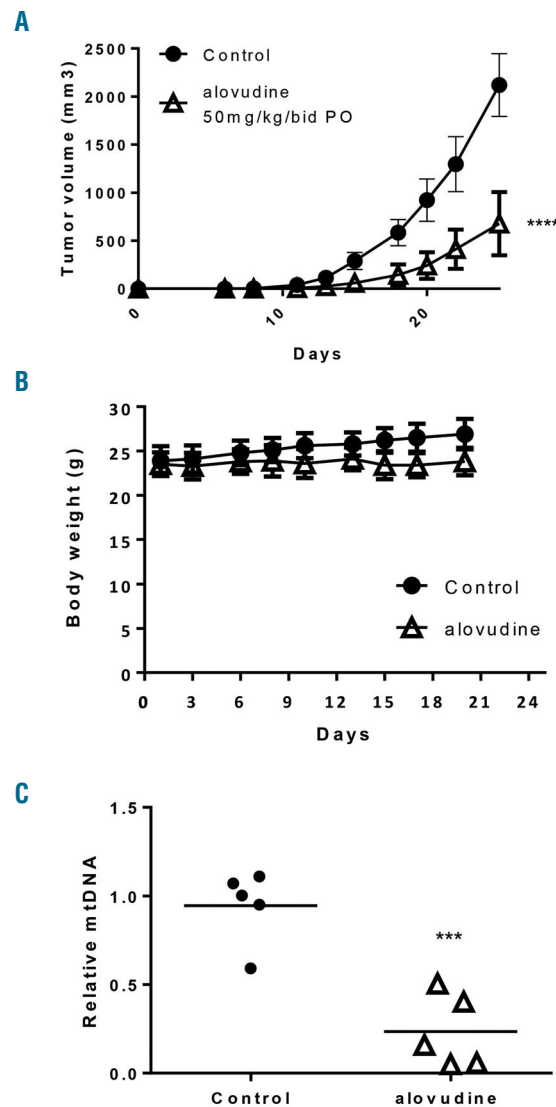 A
Tumor volume (mm3)
2500
2000
1500
1000
500
0
Control
alovudine
50mg/kg/bid PO
****
0
10
20
Days
B
Body weight (g)
30
25
20
15
10
5
0
Control
alovudine
0 3 6 9 12 15 18 21 24
Days
C
Relative mtDNA
1.5
1.0
0.5
0.0
***
Control alovudine